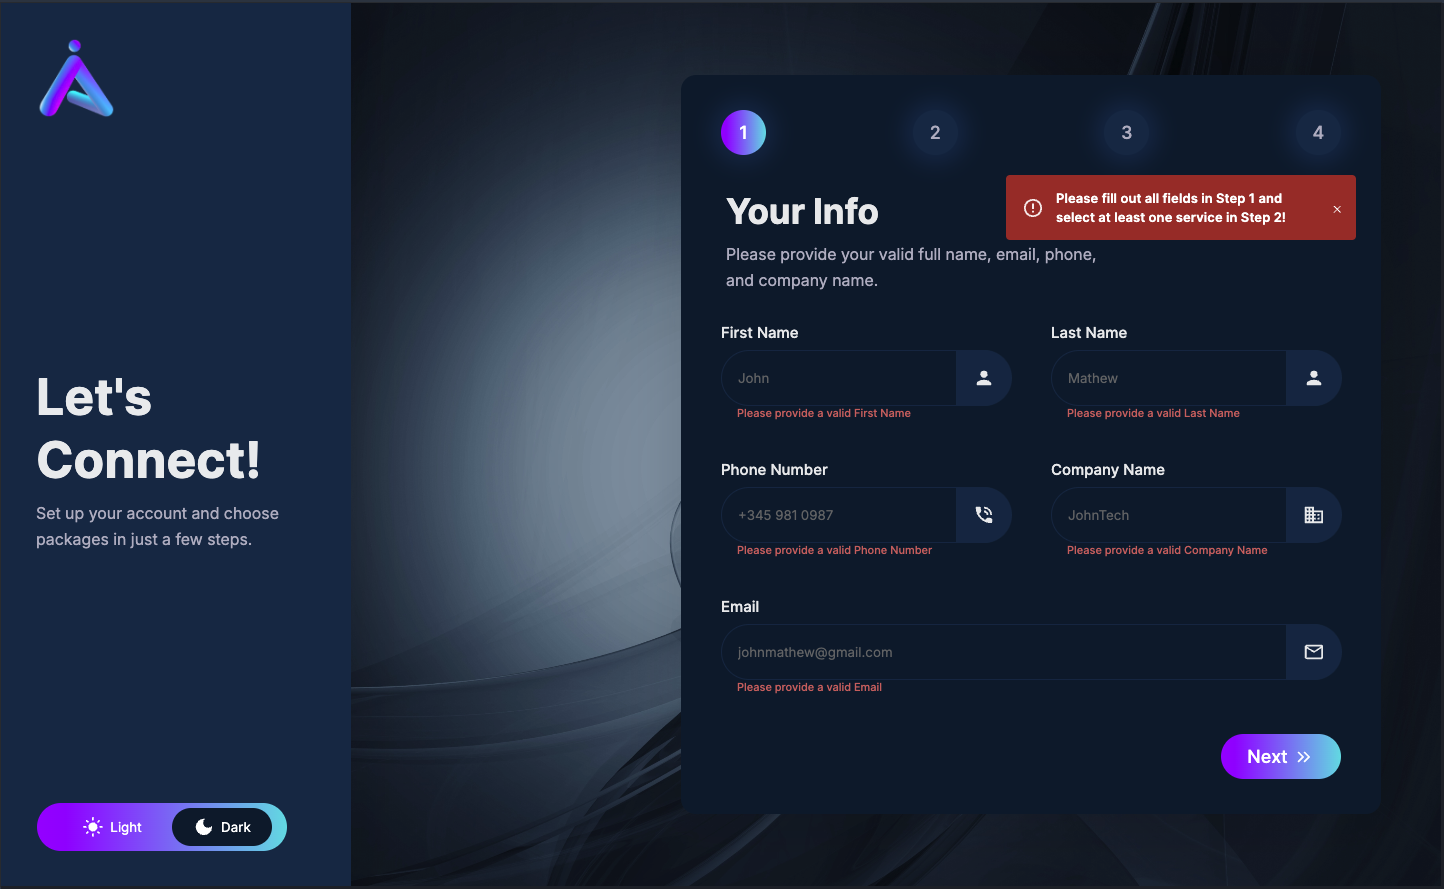 Let's
Connect!
Set up your account and choose
packages in just a few steps.
Light
Dark
1
2
3
4
Please fill out all fields in Step 1 and
select at least one service in Step 2!
Your Info
Please provide your valid full name, email, phone,
and company name.
First Name
Last Name
John
Mathew
Please provide a valid First Name
Please provide a valid Last Name
Phone Number
Company Name
+345 981 0987
JohnTech
Please provide a valid Phone Number
Please provide a valid Company Name
Email
johnmathew@gmail.com
Please provide a valid Email
Next